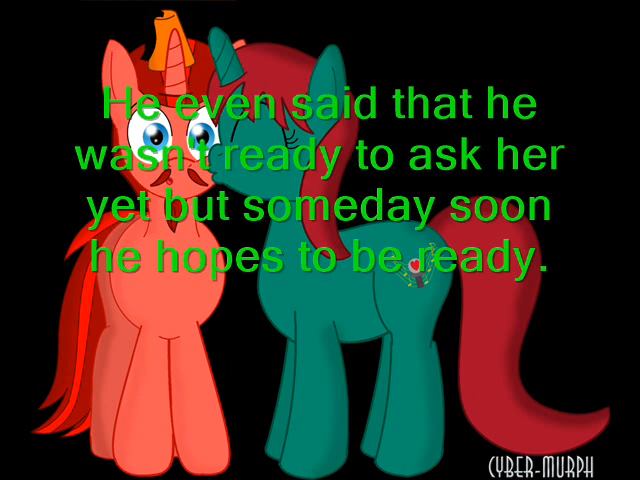 He even said that he
wasn't ready to ask her
yet but someday soon
he hopes to be ready.
CYBER-MURPH